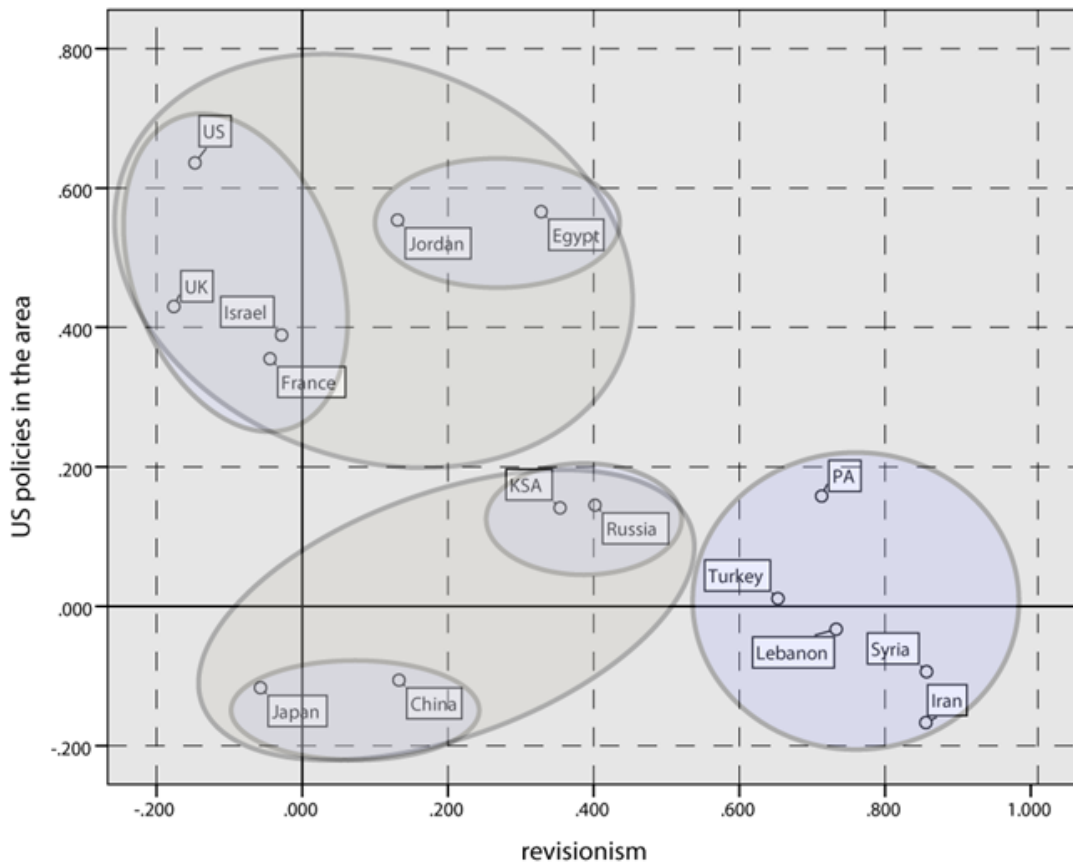 .800
US
.600
Jordan
Egypt
UK
Israel
.400
France
US policies in the area
.200
KSA
PA
Russia
Turkey
.000
Lebanon
Syria
Japan
China
Iran
-.200
-.200
.000
.200
.400
.600
.800
1.000
revisionism